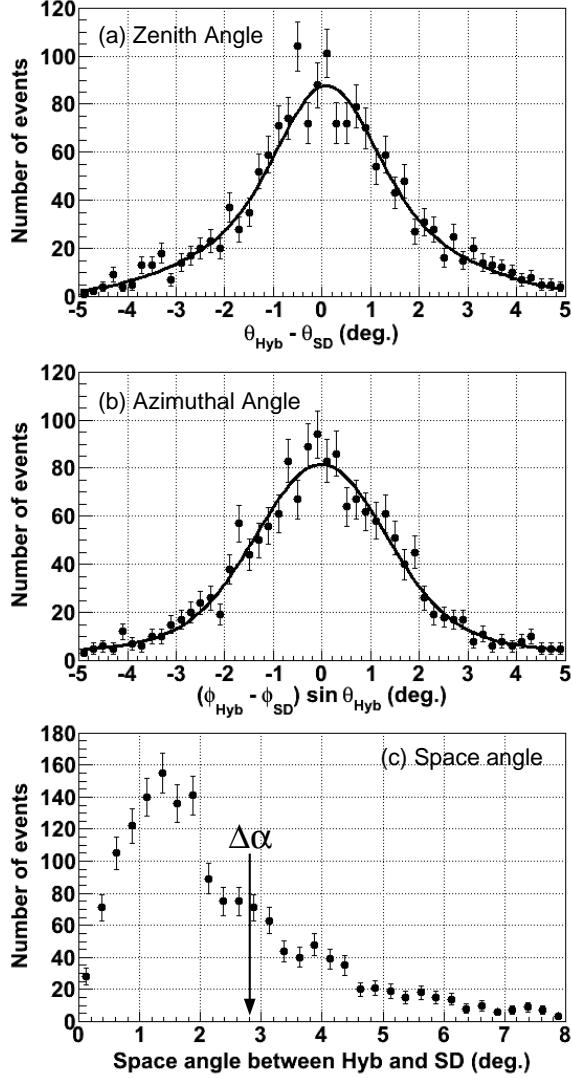 (a) Zenith Angle
Number of events
120
100
80
60
40
20
0
-5 -4 -3 -2 -1 0 1 2 3 4 5
θHyb - θSD (deg.)
(b) Azimuthal Angle
Number of events
120
100
80
60
40
20
0
-5 -4 -3 -2 -1 0 1 2 3 4 5
(ϕHyb - ϕSD) sin θHyb (deg.)
(c) Space angle
Number of events
180
160
140
120
100
80
60
40
20
0
Δα
0 1 2 3 4 5 6 7 8
Space angle between Hyb and SD (deg.)